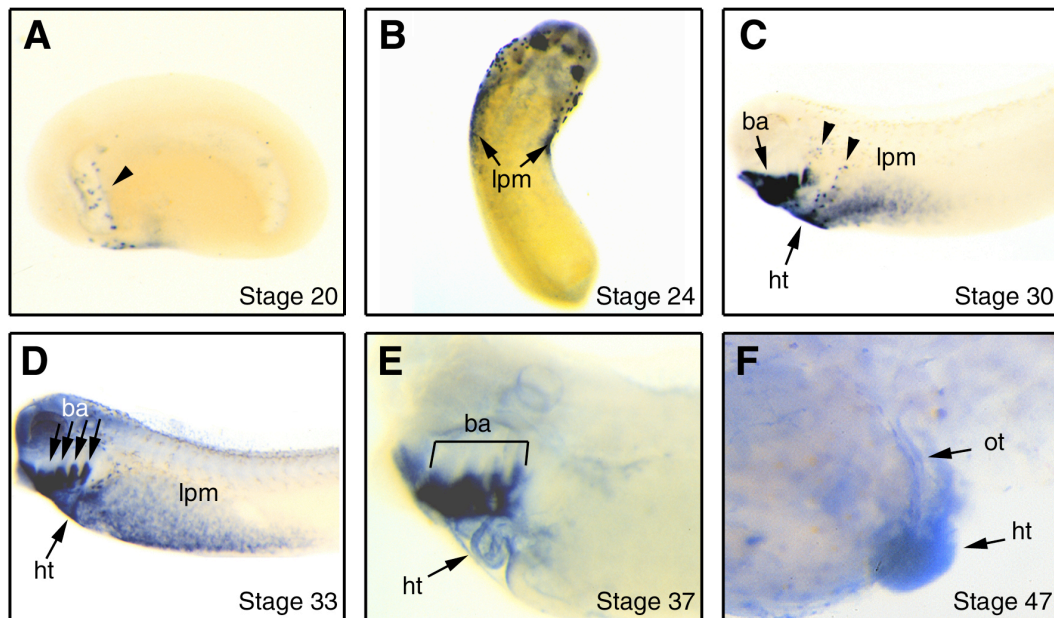 A
Stage 20
B
lpm
Stage 24
C
ba
lpm
ht
Stage 30
D
ba
lpm
ht
Stage 33
E
ba
ht
Stage 37
F
ot
ht
Stage 47